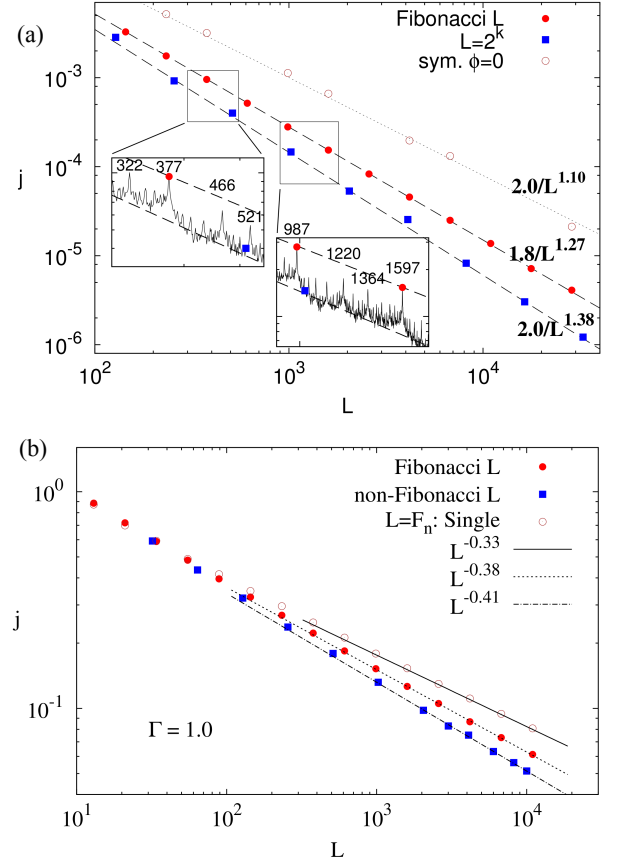 (a)
Fibonacci L
L=2^k
sym. ϕ=0
10^-3
10^-4
10^-5
10^-6
j
322
377
466
521
987
1220
1364
1597
2.0/L^1.10
1.8/L^1.27
2.0/L^1.38
10^2
10^3
10^4
L
(b)
Fibonacci L
non-Fibonacci L
L=F_n: Single
L^-0.33
L^-0.38
L^-0.41
10^0
10^-1
j
Γ = 1.0
10^1
10^2
10^3
10^4
10^5
L